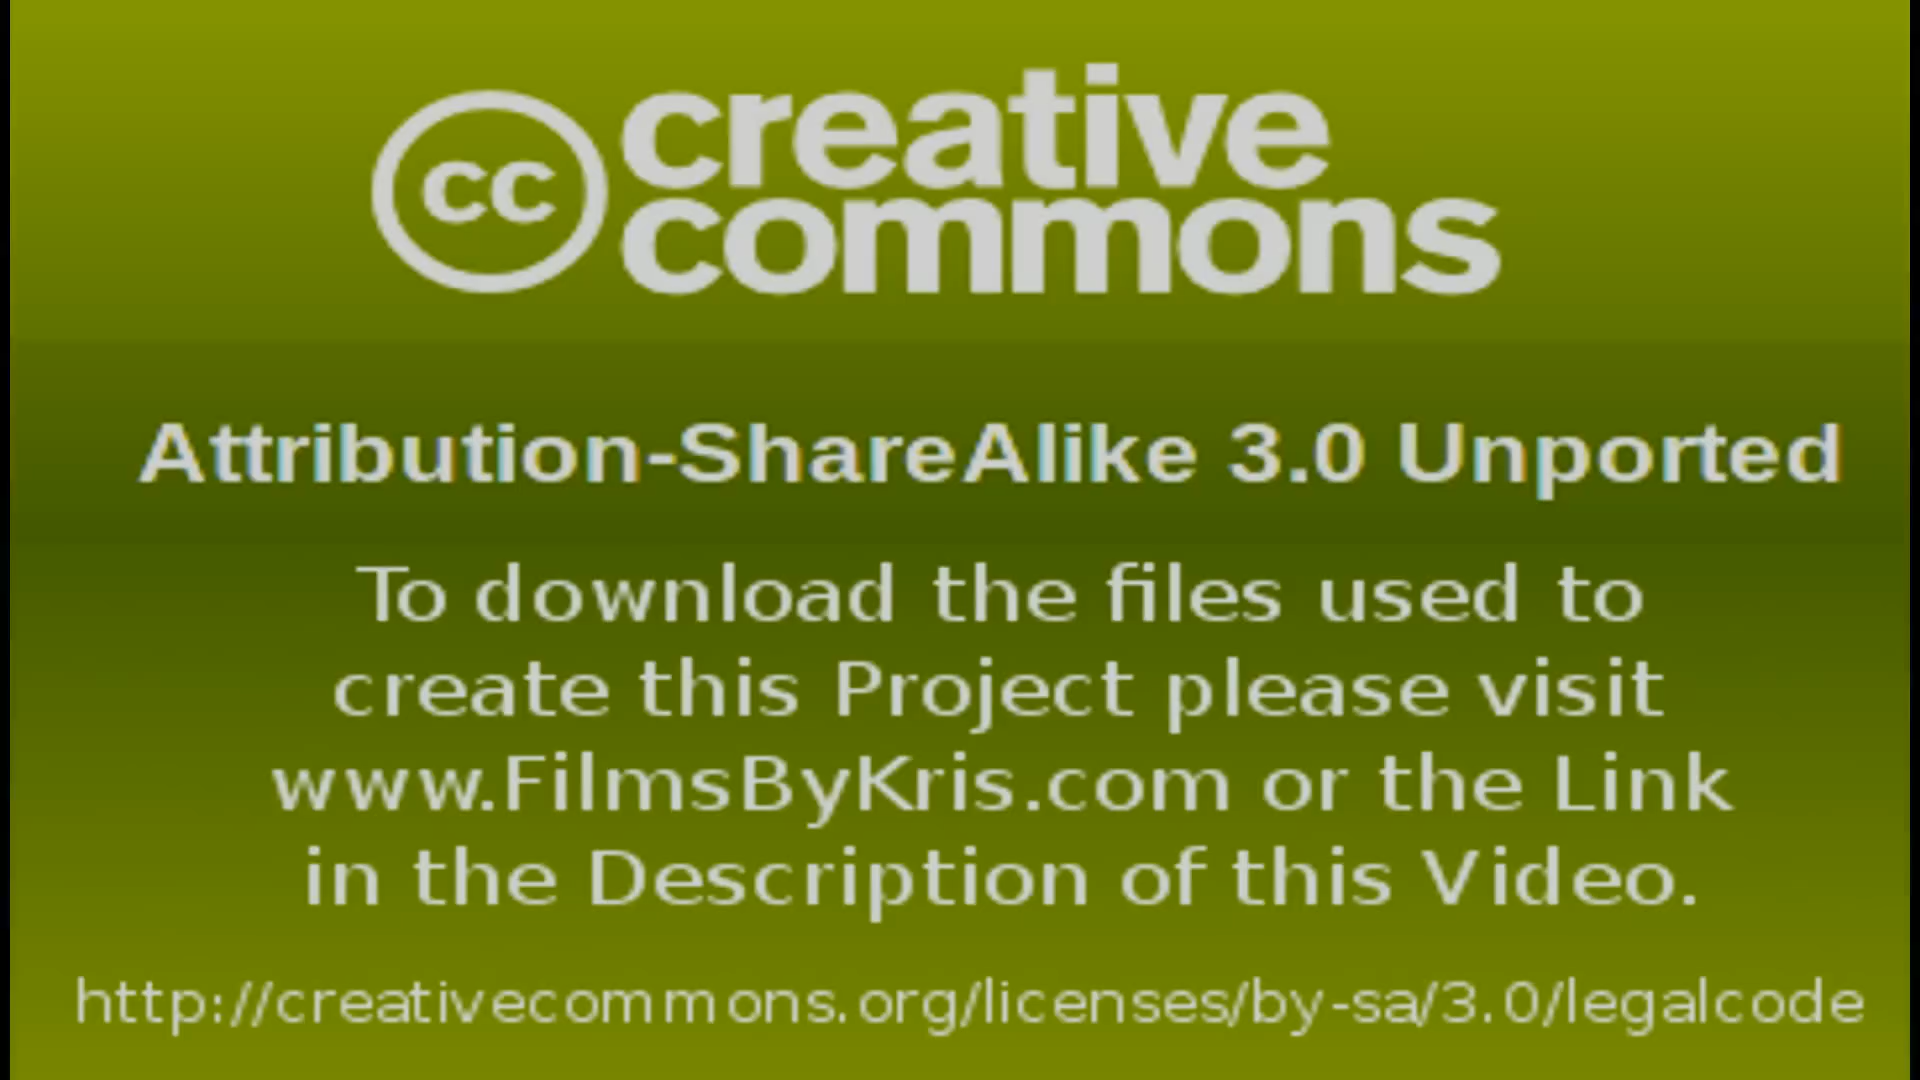 cc creative
commons
Attribution-ShareAlike 3.0 Unported
To download the files used to
create this Project please visit
www.FilmsByKris.com or the Link
in the Description of this Video.
http://creativecommons.org/licenses/by-sa/3.0/legalcode